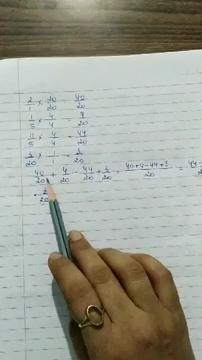 2/1 × 20/20 = 40/20
1/5 × 4/4 = 4/20
11/5 × 4/4 = 44/20
1/20 × 1/1 = 1/20
40/20 + 4/20 - 44/20 + 1/20 = (40+4-44+1)/20 =